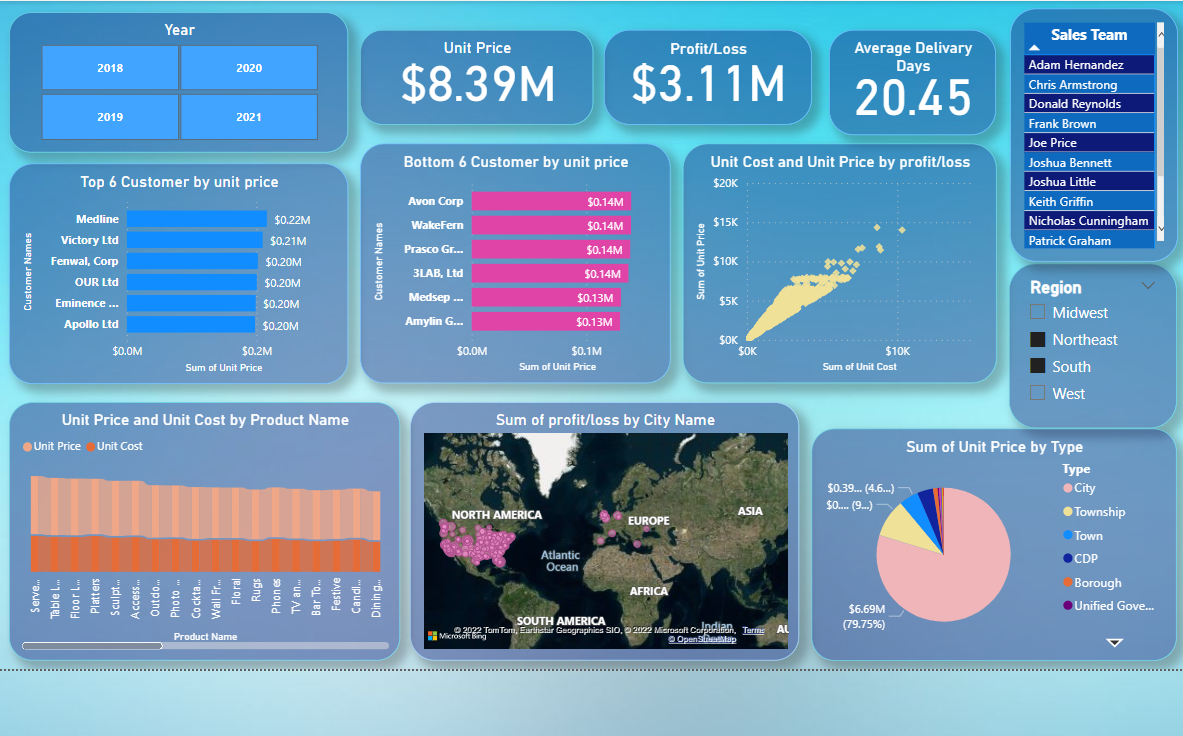 Year
2018
2020
2019
2021
Unit Price
$8.39M
Profit/Loss
$3.11M
Average Delivary
Days
20.45
Sales Team
Adam Hernandez
Chris Armstrong
Donald Reynolds
Frank Brown
Joe Price
Joshua Bennett
Joshua Little
Keith Griffin
Nicholas Cunningham
Patrick Graham
Top 6 Customer by unit price
Customer Names
Medline
$0.22M
Victory Ltd
$0.21M
Fenwal, Corp
$0.20M
OUR Ltd
$0.20M
Eminence ...
$0.20M
Apollo Ltd
$0.20M
$0.0M
$0.2M
Sum of Unit Price
Bottom 6 Customer by unit price
Customer Names
Avon Corp
$0.14M
WakeFern
$0.14M
Prasco Gr...
$0.14M
3LAB, Ltd
$0.14M
Medsep ...
$0.13M
Amylin G...
$0.13M
$0.0M
$0.1M
Sum of Unit Price
Unit Cost and Unit Price by profit/loss
Sum of Unit Price
$20K
$15K
$10K
$5K
$0K
$0K
$10K
Sum of Unit Cost
Region
Midwest
Northeast
South
West
Unit Price and Unit Cost by Product Name
Unit Price
Unit Cost
Serve...
Table L...
Floor L...
Platters
Sculpt...
Access...
Outdo...
Photo ...
Cockta...
Wall Fr...
Floral
Rugs
Phones
TV an...
Bar To...
Festive
Candl...
Dining...
Product Name
Sum of profit/loss by City Name
NORTH AMERICA
EUROPE
ASIA
Atlantic
Ocean
AFRICA
SOUTH AMERICA
Indian
AU
Microsoft Bing
© 2022 TomTom, Earthstar Geographics SIO, © 2022 Microsoft Corporation, Terms
© OpenStreetMap
Sum of Unit Price by Type
$0.39... (4.6...)
$0.... (9...)
$6.69M
(79.75%)
Type
City
Township
Town
CDP
Borough
Unified Gove...